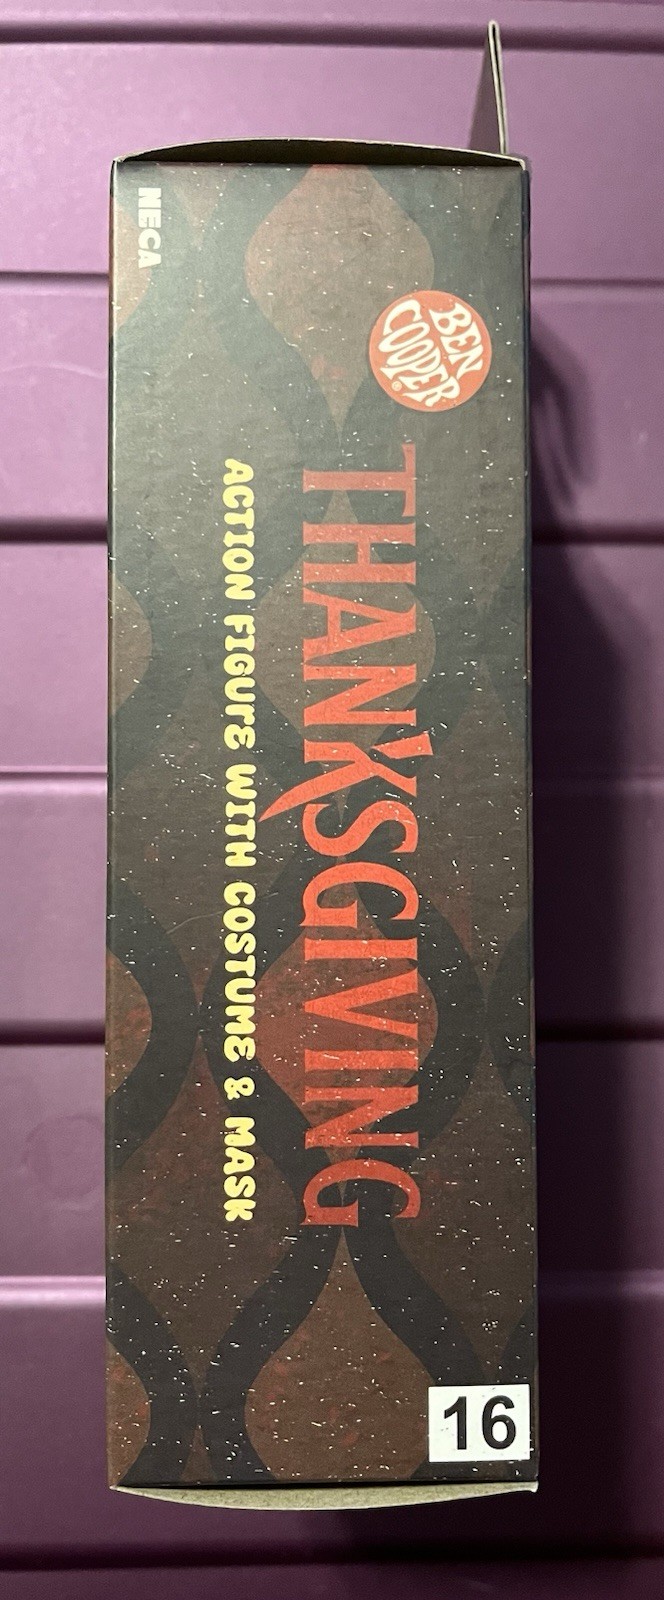 NECA
BEN
COOPER®
THANKSGIVING
ACTION FIGURE WITH COSTUME & MASK
16